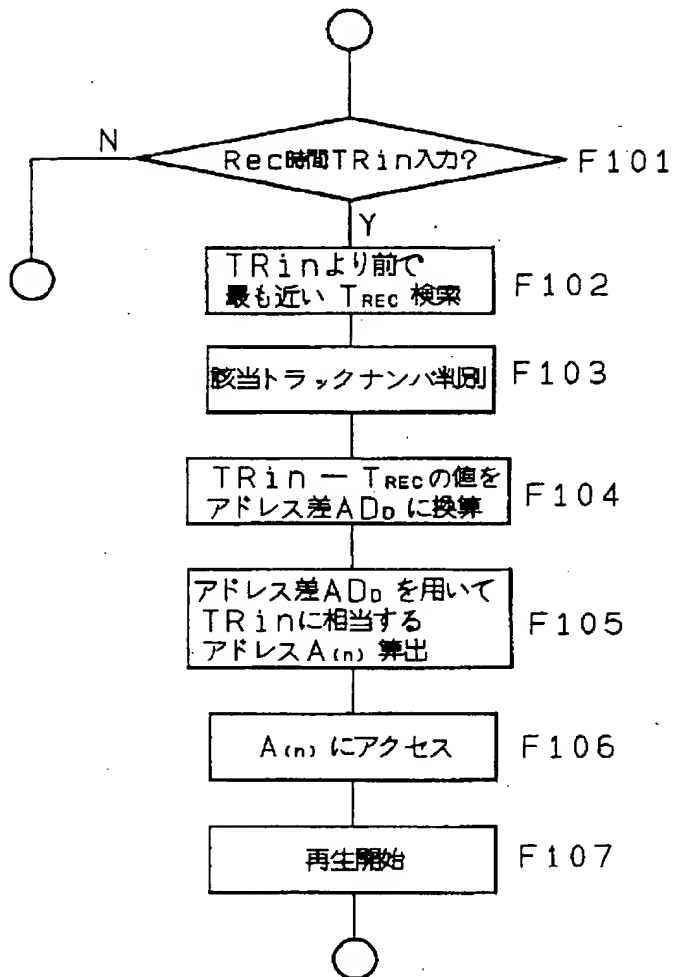 N
Rec時間TRin入力?
F101
Y
TRinより前で
最も近い TREC 検索
F102
該当トラックナンバ判別
F103
TRin − TRECの値を
アドレス差ADD に換算
F104
アドレス差ADD を用いて
TRinに相当する
アドレスA(n) 算出
F105
A(n) にアクセス
F106
再生開始
F107